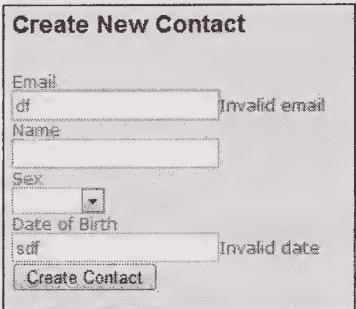 Create New Contact
Email
df Invalid email
Name
Sex
Date of Birth
sdf Invalid date
Create Contact